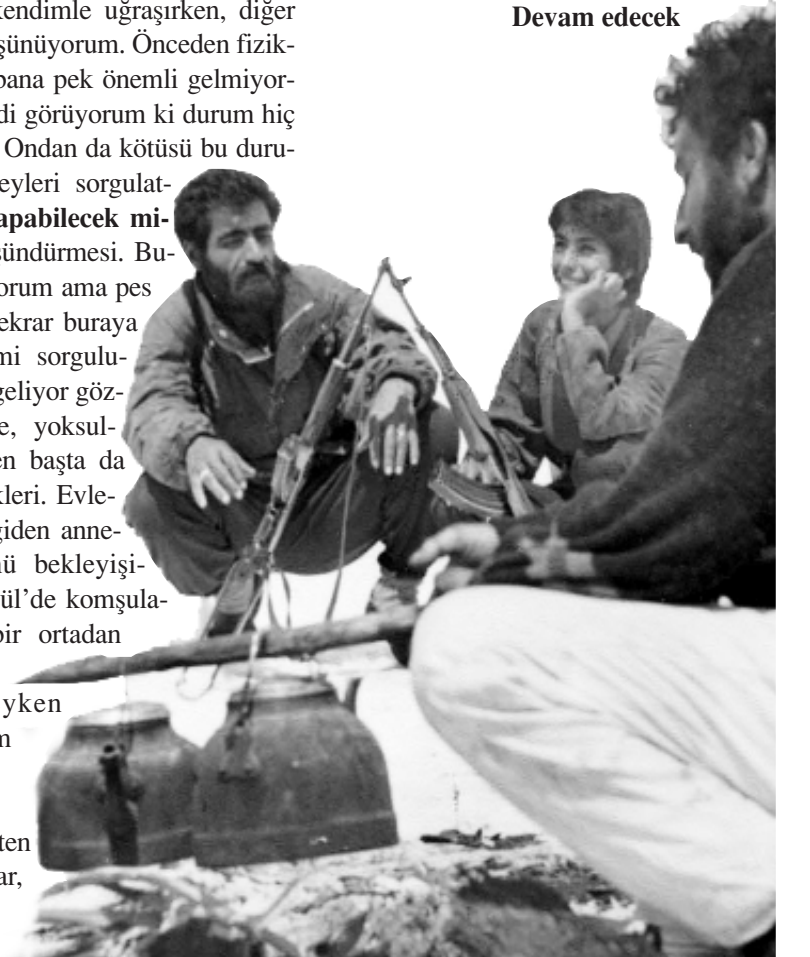 kendimle uğraşırken, diğer
şünüyorum. Önceden fizik-
bana pek önemli gelmiyor-
di görüyorum ki durum hiç
Ondan da kötüsü bu duru-
eyleri sorgulat-
apabilecek mi-
şündürmesi. Bu-
orum ama pes
ekrar buraya
mi sorgulu-
geliyor göz-
e, yoksul-
en başta da
kleri. Evle-
giden anne-
nü bekleyişi-
ül’de komşula-
bir ortadan
yken
m
ten
ar,
Devam edecek